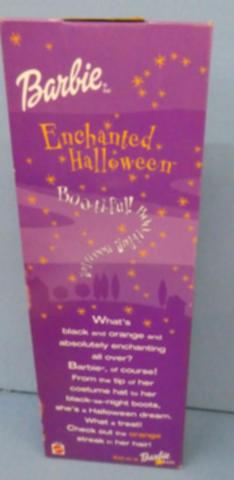 Barbie
Enchanted
Halloween™
Boo-tiful!
What's
black and orange and
absolutely enchanting
all over?
Barbie®, of course!
From the tip of her
costume hat to her
black-as-night boots,
she's a Halloween dream.
What a treat!
Check out the orange
streak in her hair!
Barbie